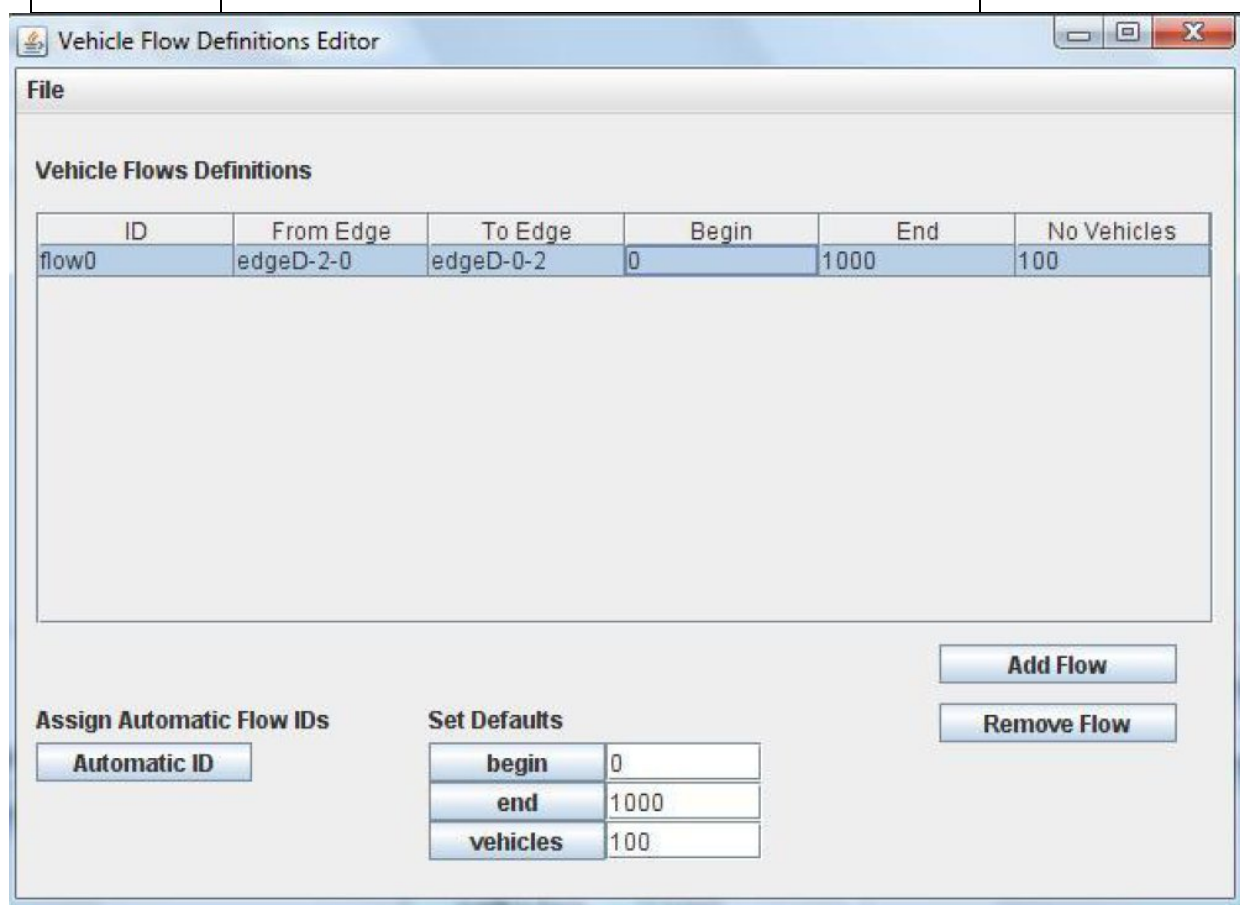 Vehicle Flow Definitions Editor
File
Vehicle Flows Definitions
ID From Edge To Edge Begin End No Vehicles
flow0 edgeD-2-0 edgeD-0-2 0 1000 100
Add Flow
Assign Automatic Flow IDs Set Defaults Remove Flow
Automatic ID begin 0
end 1000
vehicles 100